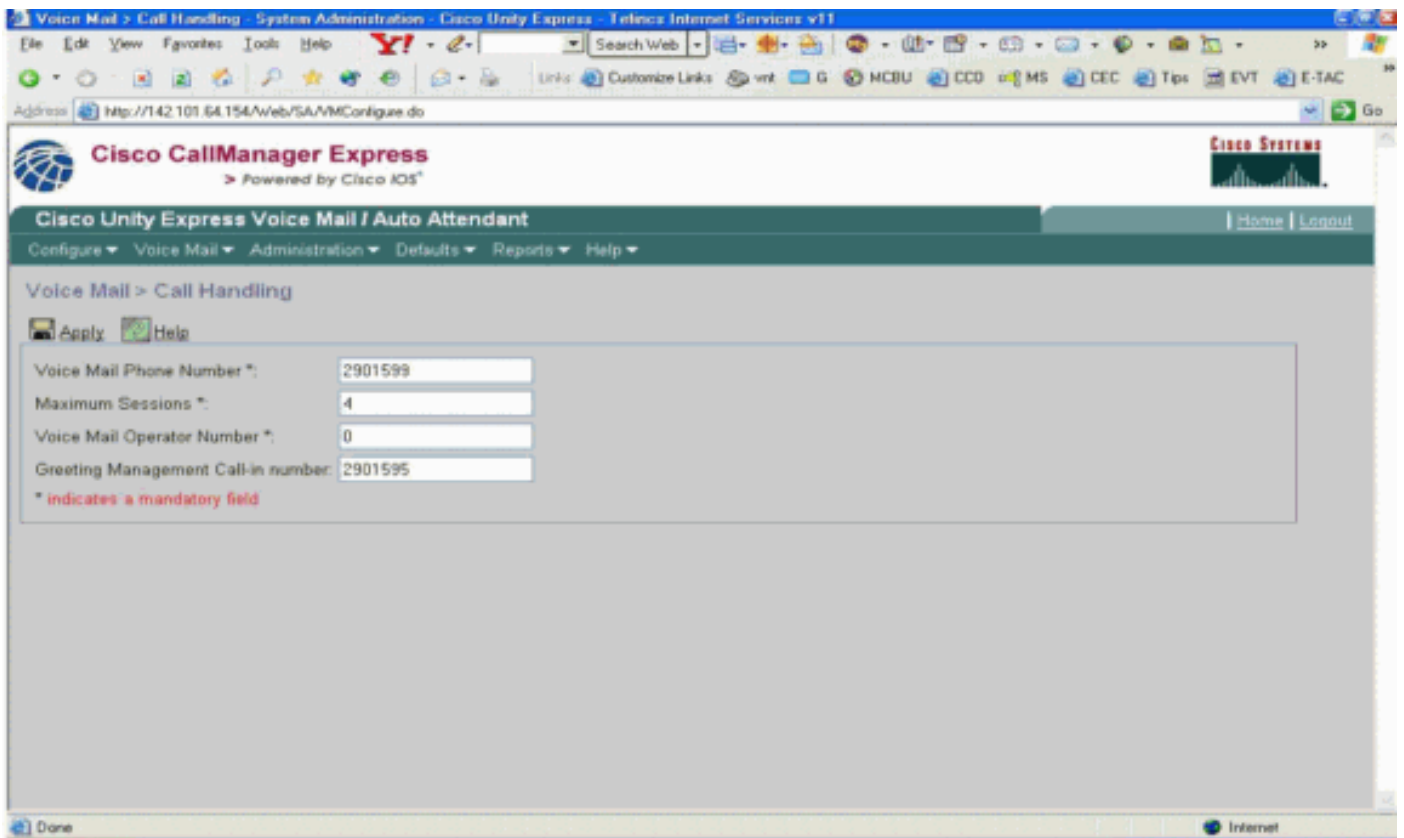 Voice Mail > Call Handling - System Administration - Cisco Unity Express - Telinex Internet Services v11
File Edit View Favorites Tools Help Y! Search Web »
Links Customize Links vnt G MCBU CCO MS CEC Tips EVT E-TAC »
Address http://142.101.64.154/Web/SA/VMConfigure.do Go
Cisco CallManager Express
> Powered by Cisco IOS®
CISCO SYSTEMS
Cisco Unity Express Voice Mail / Auto Attendant | Home | Logout
Configure Voice Mail Administration Defaults Reports Help
Voice Mail > Call Handling
Apply Help
Voice Mail Phone Number *: 2901599
Maximum Sessions *: 4
Voice Mail Operator Number *: 0
Greeting Management Call-in number: 2901595
* indicates a mandatory field
Done Internet